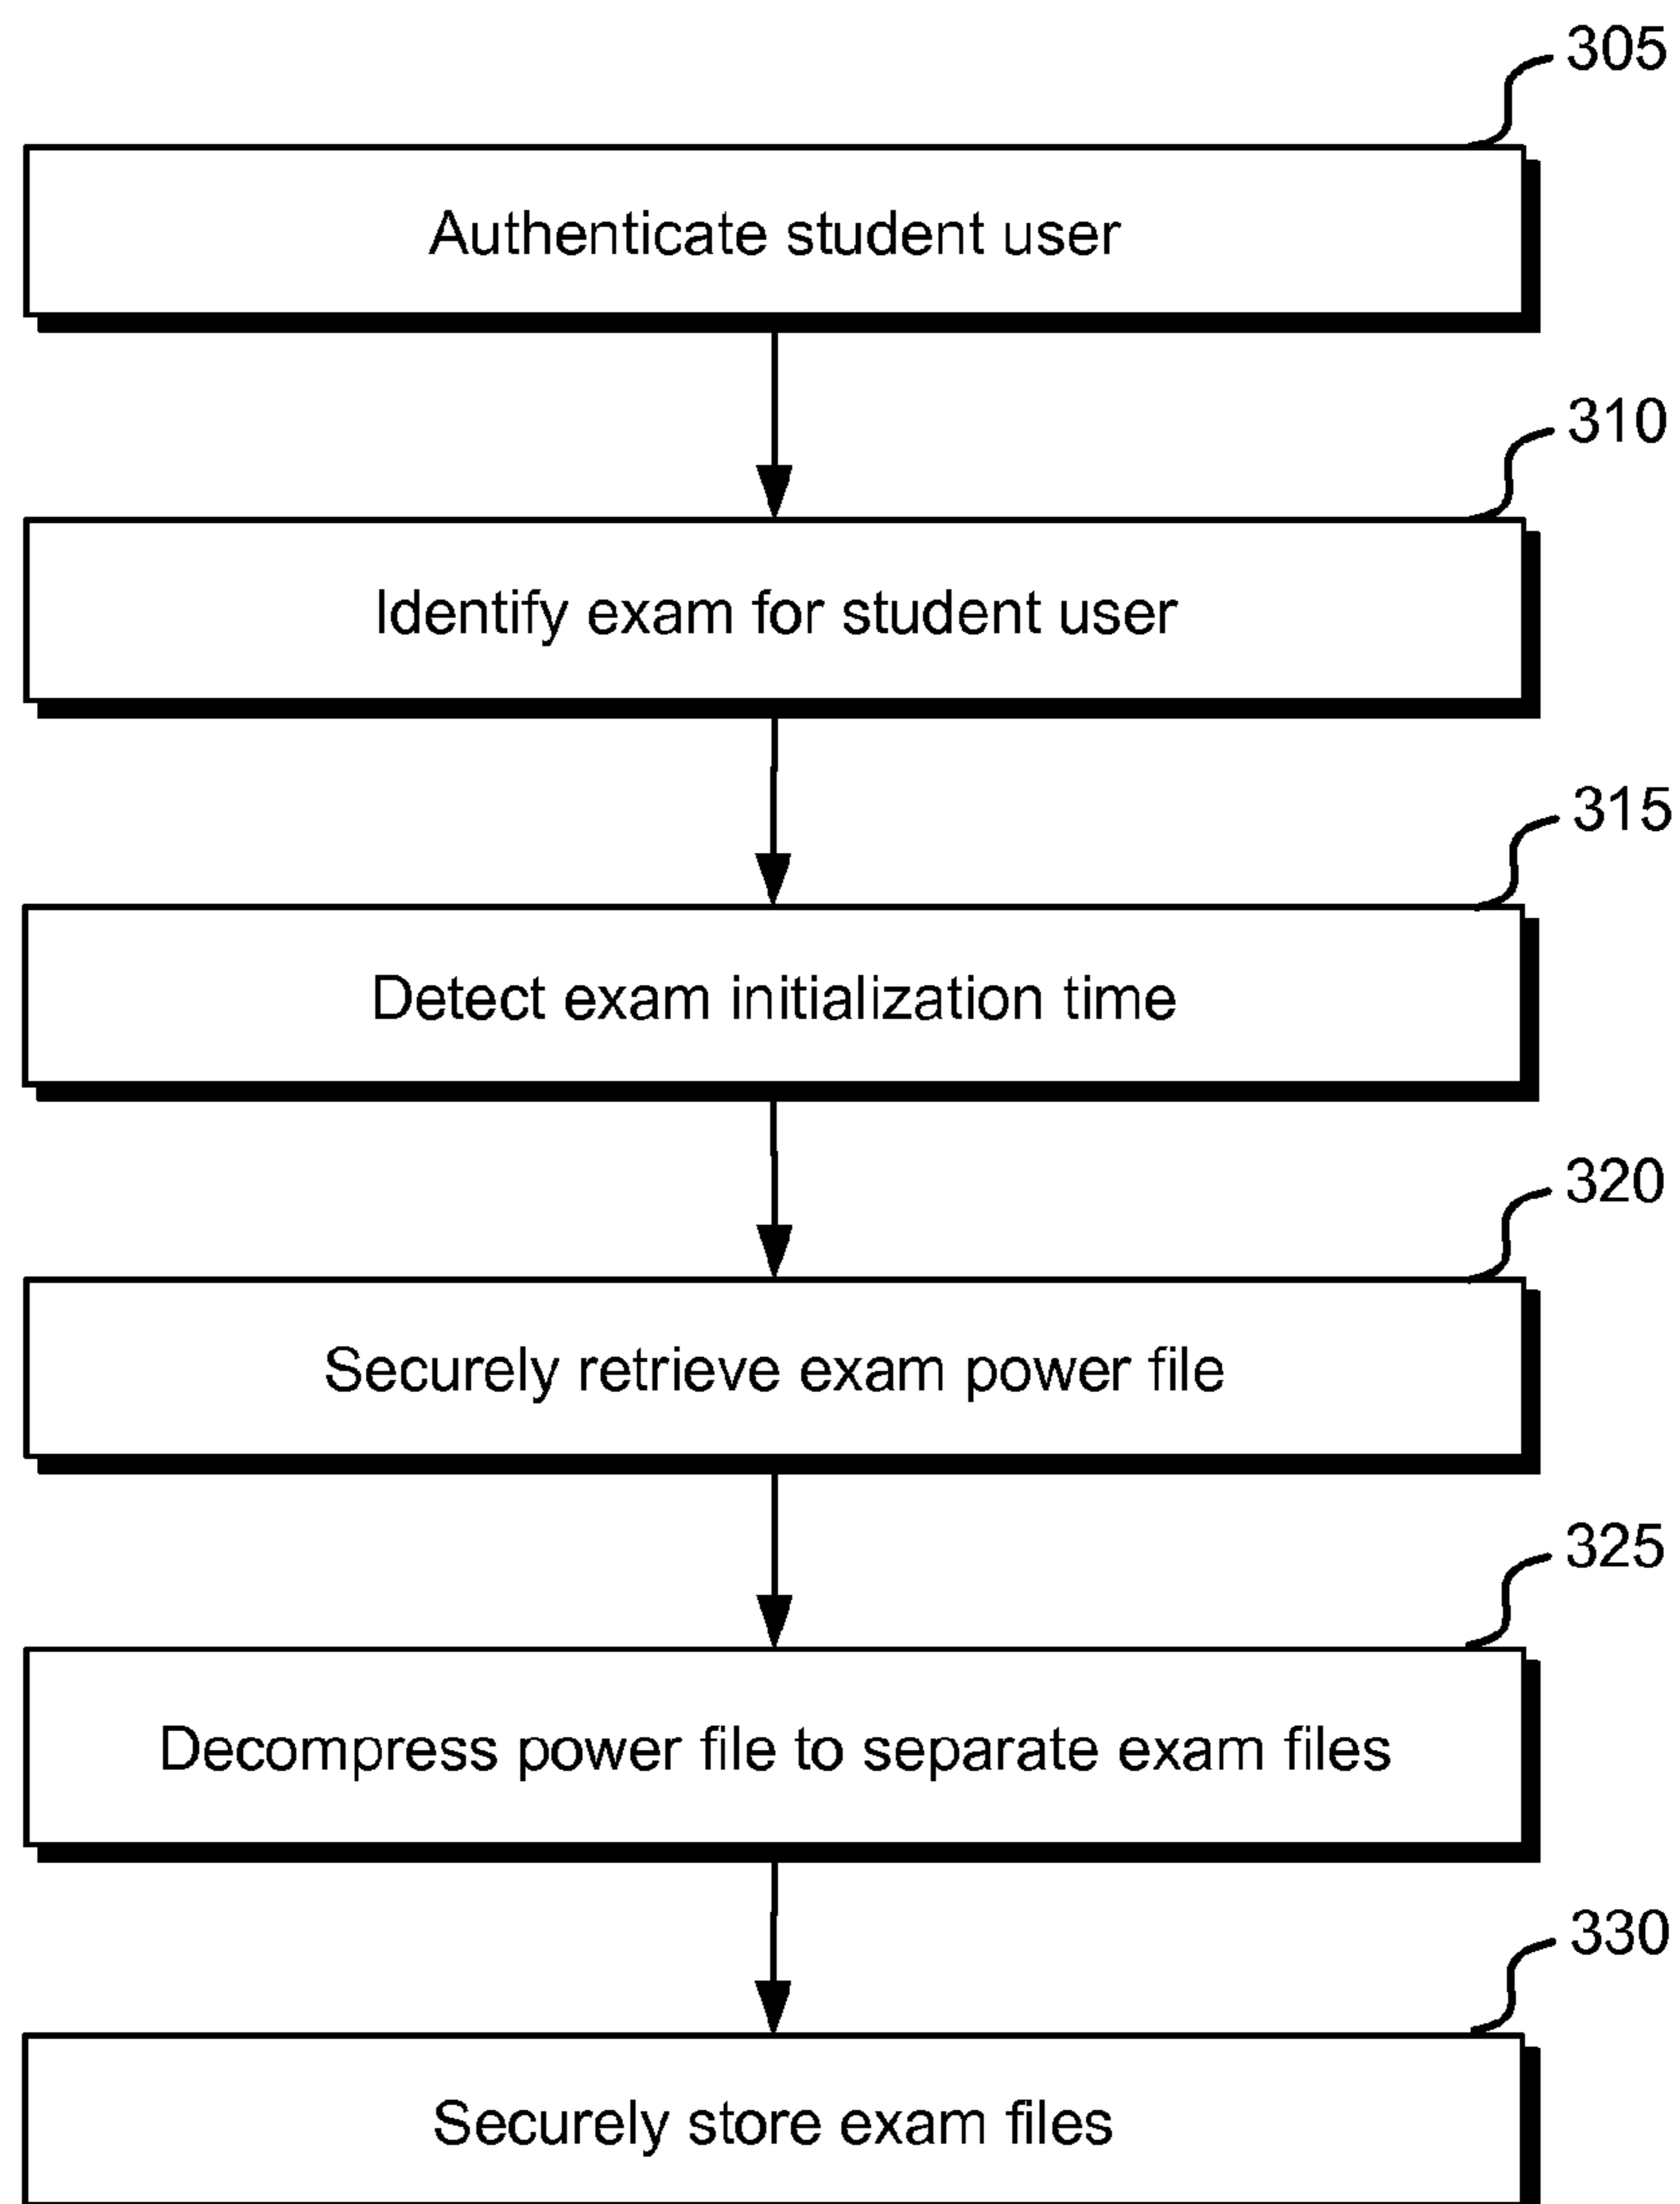 305
Authenticate student user
310
Identify exam for student user
315
Detect exam initialization time
320
Securely retrieve exam power file
325
Decompress power file to separate exam files
330
Securely store exam files